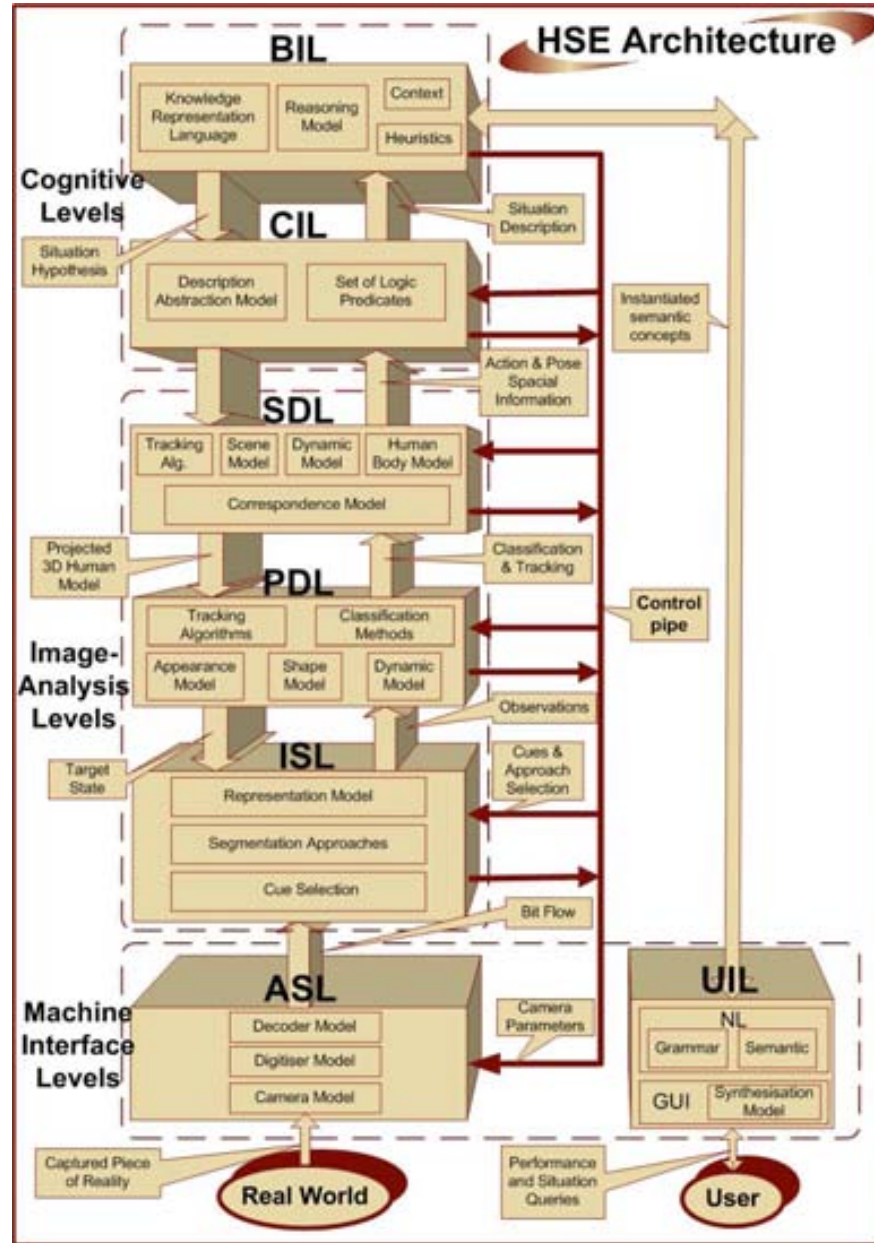 HSE Architecture
BIL
Knowledge
Representation
Language
Reasoning
Model
Context
Heuristics
Cognitive
Levels
Situation
Hypothesis
Situation
Description
CIL
Description
Abstraction Model
Set of Logic
Predicates
Instantiated
semantic
concepts
Action & Pose
Spacial
Information
SDL
Tracking
Alg.
Scene
Model
Dynamic
Model
Human
Body Model
Correspondence Model
Projected
3D Human
Model
Classification
& Tracking
PDL
Tracking
Algorithms
Classification
Methods
Appearance
Model
Shape
Model
Dynamic
Model
Control
pipe
Image-
Analysis
Levels
Observations
Target
State
ISL
Cues &
Approach
Selection
Representation Model
Segmentation Approaches
Cue Selection
Bit Flow
Machine
Interface
Levels
ASL
Decoder Model
Digitiser Model
Camera Model
Camera
Parameters
UIL
NL
Grammar
Semantic
GUI
Synthesisation
Model
Captured Piece
of Reality
Real World
Performance
and Situation
Queries
User